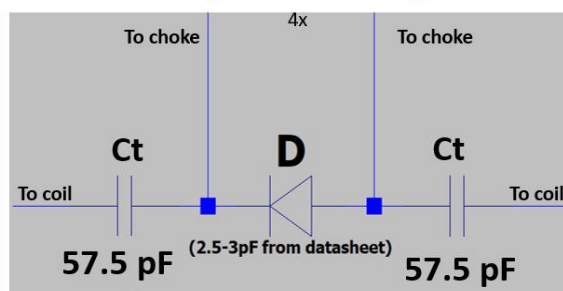 4x
To choke
To choke
Ct
D
Ct
To coil
To coil
(2.5-3pF from datasheet)
57.5 pF
57.5 pF